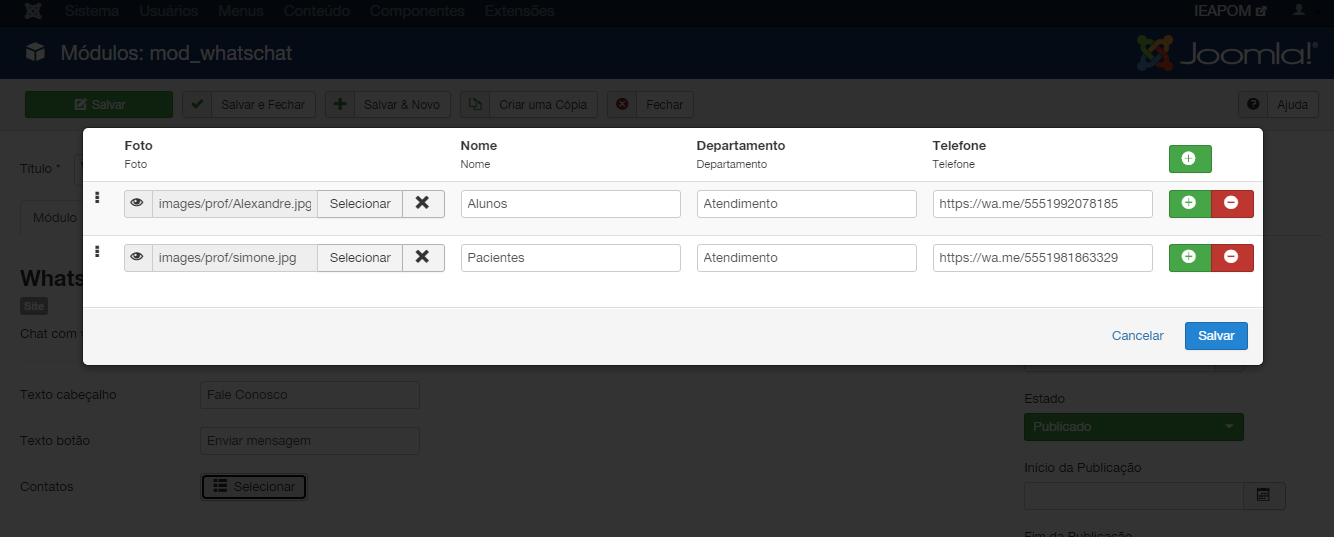 Sistema Usuários Menus Conteúdo Componentes Extensões IEAPOM
Módulos: mod_whatschat Joomla!®
Salvar Salvar e Fechar Salvar & Novo Criar uma Cópia Fechar Ajuda
Foto Nome Departamento Telefone
Foto Nome Departamento Telefone
Título *
images/prof/Alexandre.jpg Selecionar Alunos Atendimento https://wa.me/5551992078185
Módulo
images/prof/simone.jpg Selecionar Pacientes Atendimento https://wa.me/5551981863329
Whats
Site
Chat com
Cancelar Salvar
Texto cabeçalho Fale Conosco
Estado
Publicado
Texto botão Enviar mensagem
Início da Publicação
Contatos Selecionar
Fim da Publicação